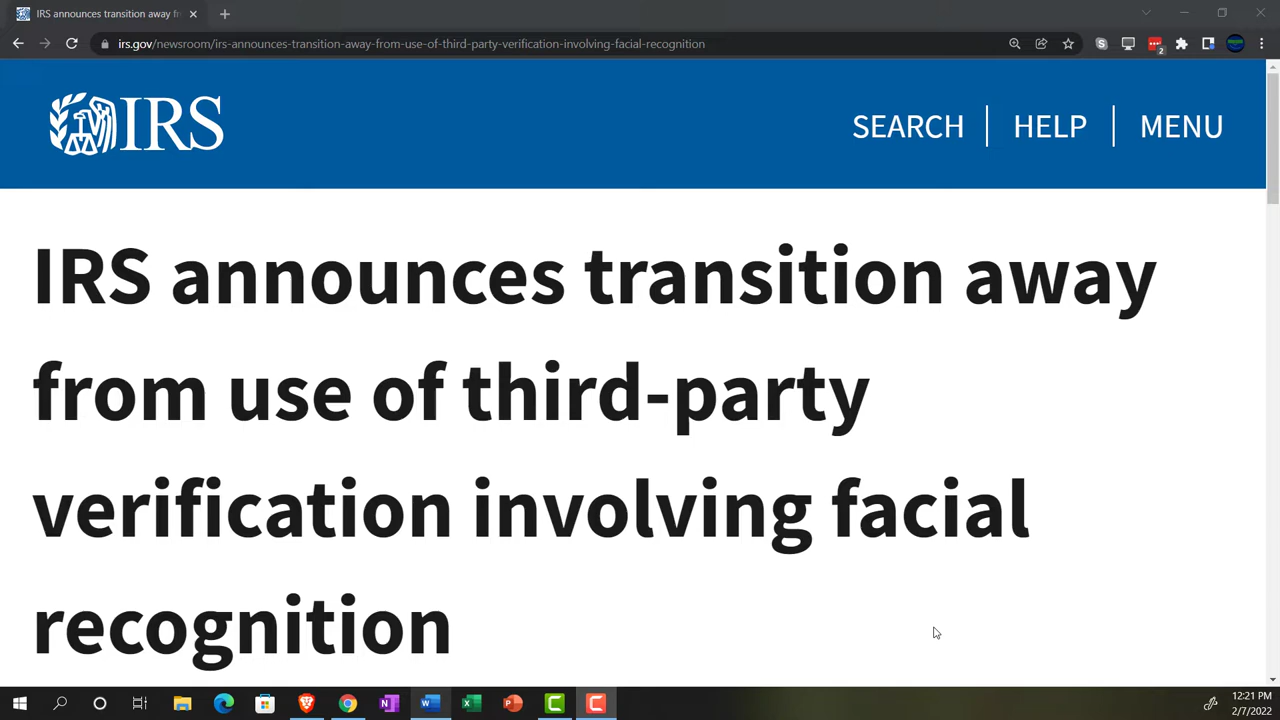 IRS announces transition away fr
irs.gov/newsroom/irs-announces-transition-away-from-use-of-third-party-verification-involving-facial-recognition
2
IRS
SEARCH
HELP
MENU
IRS announces transition away
from use of third-party
verification involving facial
recognition
12:21 PM
2/7/2022